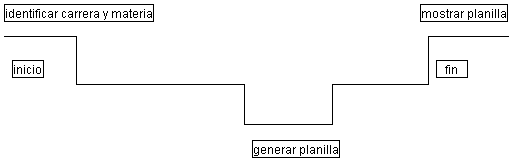 identificar carrera y materia
mostrar planilla
inicio
fin
generar planilla